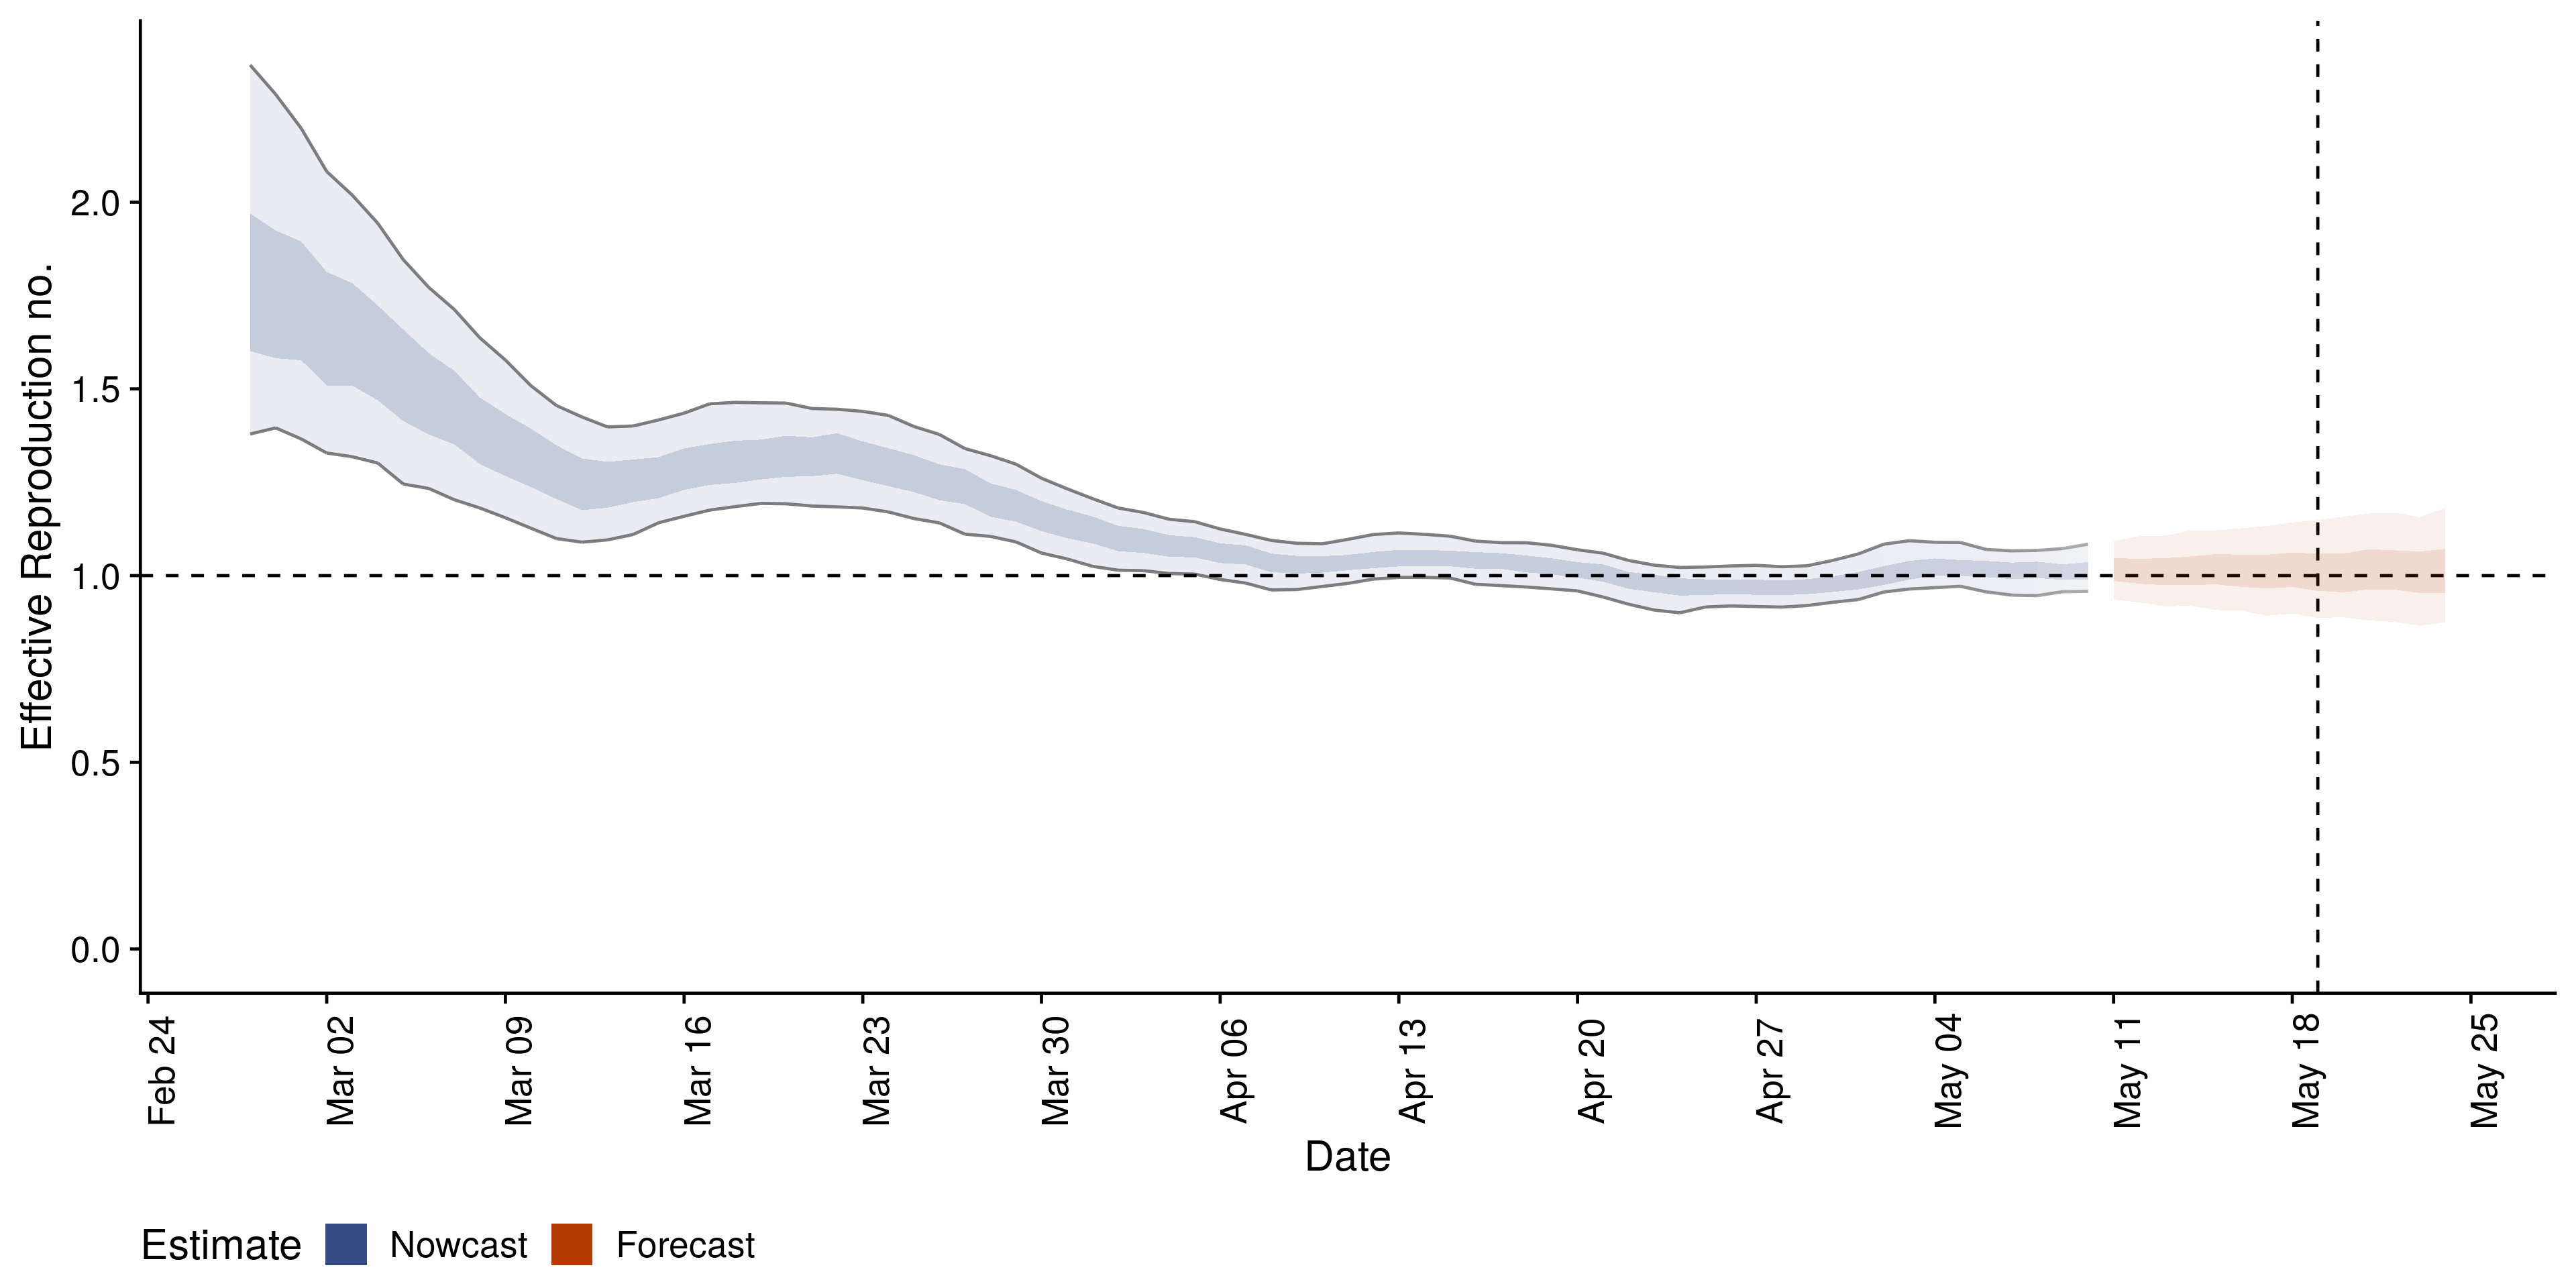 Effective Reproduction no.
2.0
1.5
1.0
0.5
0.0
Feb 24
Mar 02
Mar 09
Mar 16
Mar 23
Mar 30
Apr 06
Apr 13
Apr 20
Apr 27
May 04
May 11
May 18
May 25
Date
Estimate Nowcast Forecast